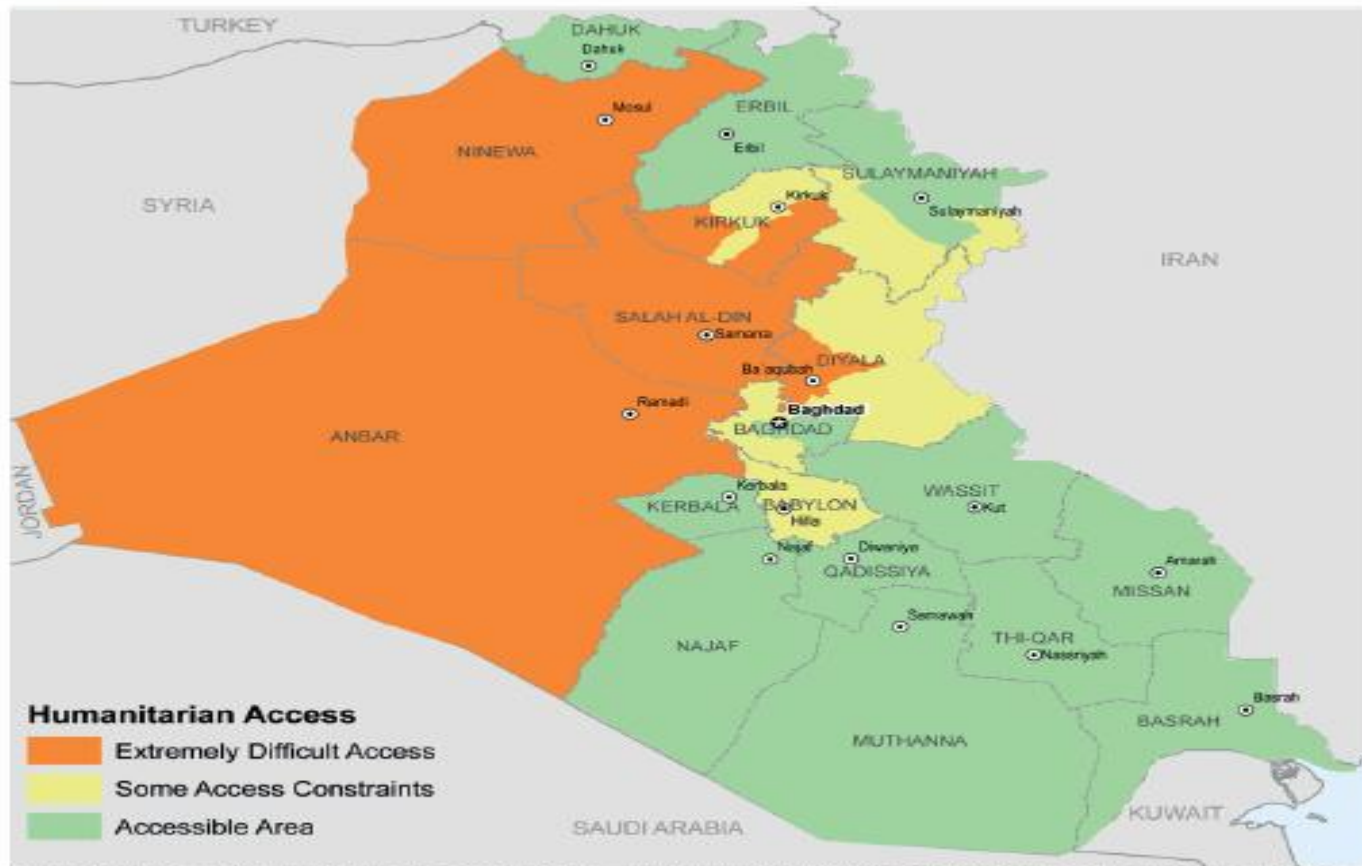 TURKEY
DAHUK
Dahuk
Mosul
ERBIL
Erbil
NINEWA
SULAYMANIYAH
Sulaymaniyah
SYRIA
Kirkuk
KIRKUK
IRAN
SALAH AL-DIN
Samarra
DIYALA
Ba'aqubah
Ramadi
Baghdad
BAGHDAD
ANBAR
JORDAN
Kerbala
KERBALA
BABYLON
Hilla
WASSIT
Kut
Najaf
Diwaniya
QADISSIYA
Amarah
MISSAN
Samawah
NAJAF
THI-QAR
Nassriyah
Basrah
BASRAH
MUTHANNA
KUWAIT
SAUDI ARABIA
Humanitarian Access
Extremely Difficult Access
Some Access Constraints
Accessible Area